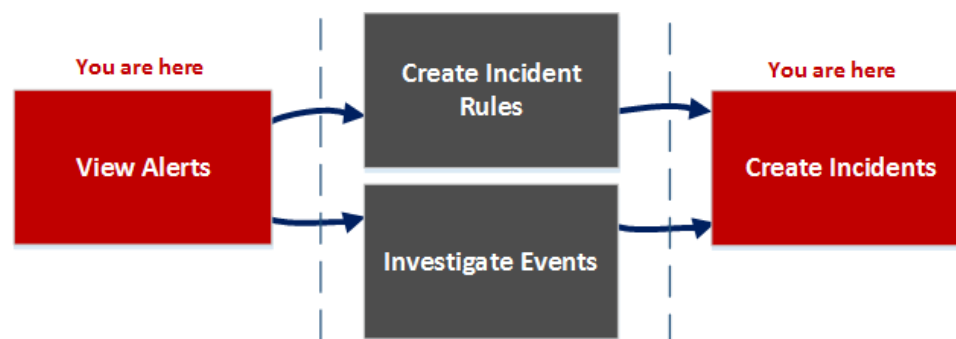 You are here
View Alerts
Create Incident
Rules
Investigate Events
You are here
Create Incidents